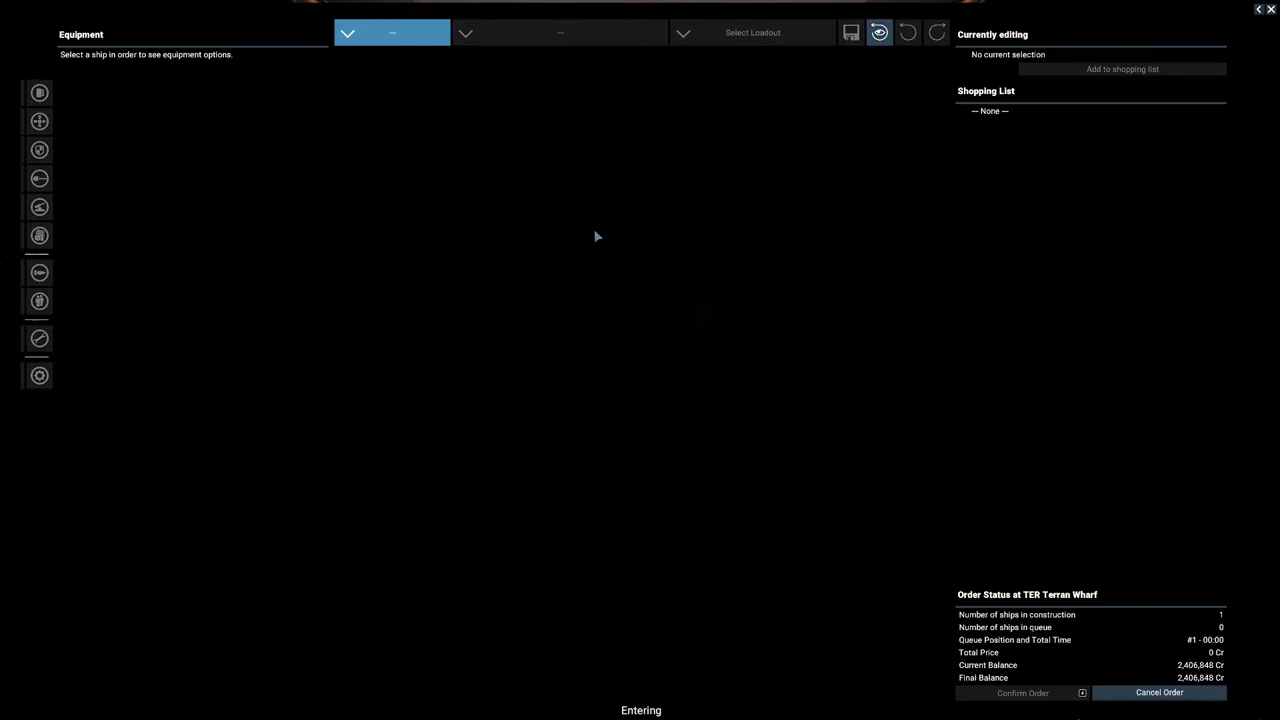 Equipment
Select a ship in order to see equipment options.
--
--
Select Loadout
Currently editing
No current selection
Add to shopping list
Shopping List
--- None ---
Order Status at TER Terran Wharf
Number of ships in construction 1
Number of ships in queue 0
Queue Position and Total Time #1 - 00:00
Total Price 0 Cr
Current Balance 2,406,848 Cr
Final Balance 2,406,848 Cr
Confirm Order
Cancel Order
Entering